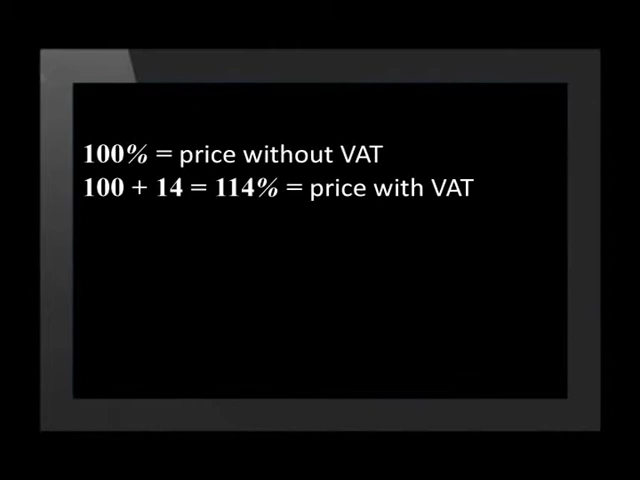 100% = price without VAT
100 + 14 = 114% = price with VAT